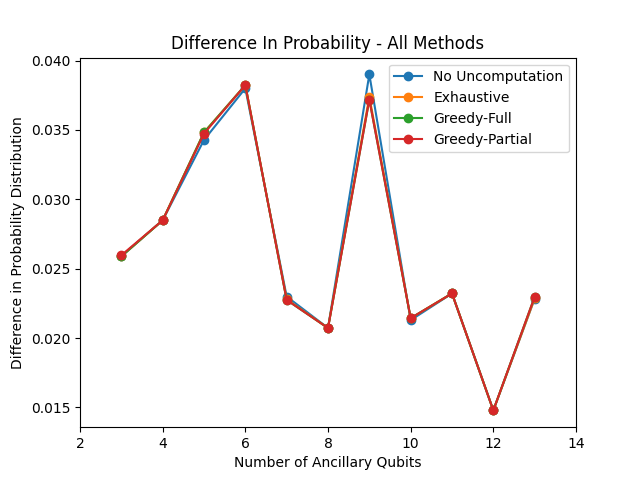 Difference In Probability - All Methods
0.040
0.035
0.030
0.025
0.020
0.015
Difference in Probability Distribution
No Uncomputation
Exhaustive
Greedy-Full
Greedy-Partial
2 4 6 8 10 12 14
Number of Ancillary Qubits